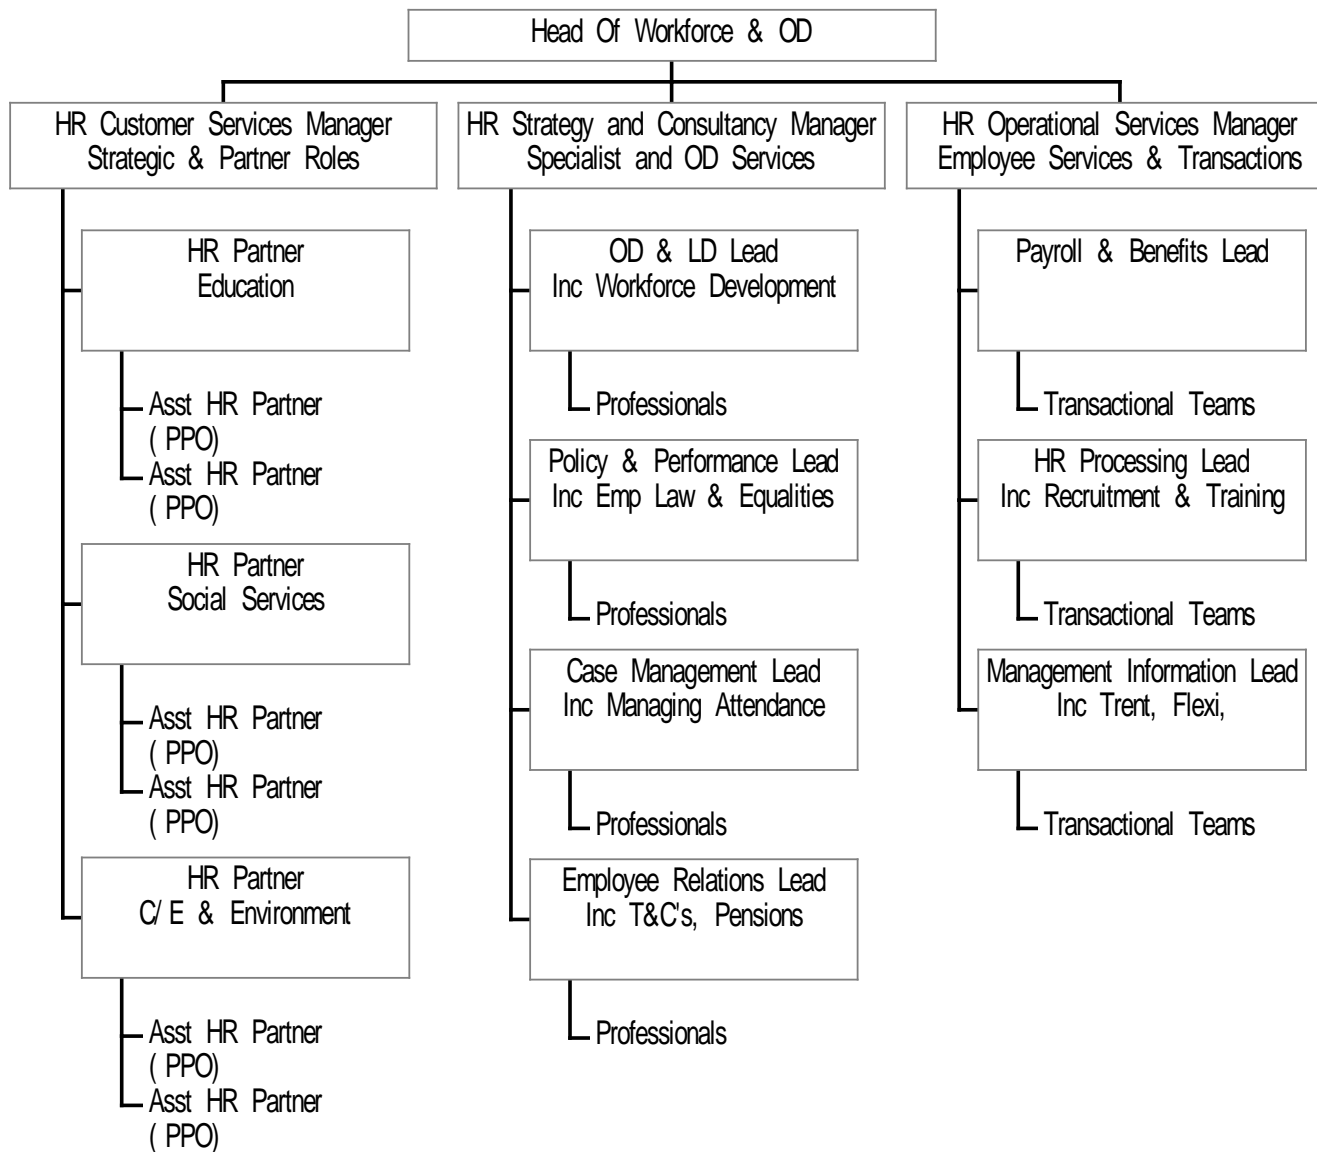 Head Of Workforce & OD
HR Customer Services Manager
Strategic & Partner Roles
HR Partner
Education
Asst HR Partner
( PPO)
Asst HR Partner
( PPO)
HR Partner
Social Services
Asst HR Partner
( PPO)
Asst HR Partner
( PPO)
HR Partner
C/ E & Environment
Asst HR Partner
( PPO)
Asst HR Partner
( PPO)
HR Strategy and Consultancy Manager
Specialist and OD Services
OD & LD Lead
Inc Workforce Development
Professionals
Policy & Performance Lead
Inc Emp Law & Equalities
Professionals
Case Management Lead
Inc Managing Attendance
Professionals
Employee Relations Lead
Inc T&C's, Pensions
Professionals
HR Operational Services Manager
Employee Services & Transactions
Payroll & Benefits Lead
Transactional Teams
HR Processing Lead
Inc Recruitment & Training
Transactional Teams
Management Information Lead
Inc Trent, Flexi,
Transactional Teams